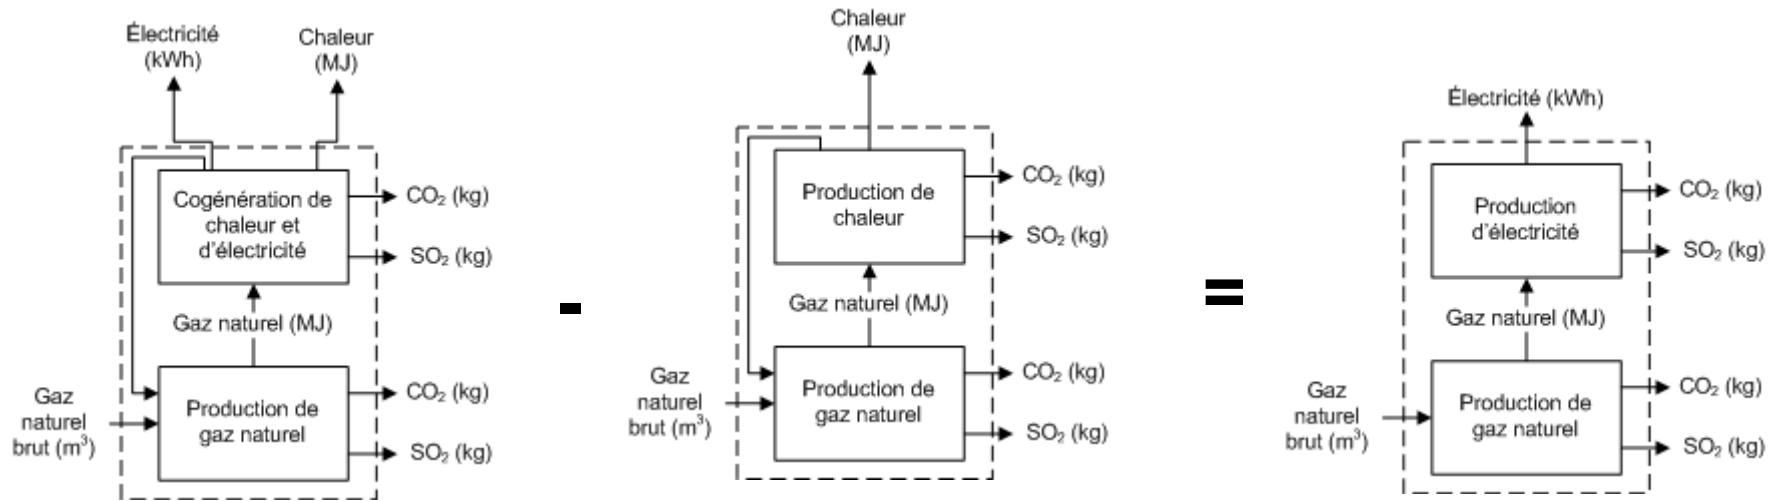 Électricité
(kWh)
Chaleur
(MJ)
Cogénération de
chaleur et
d'électricité
CO₂ (kg)
SO₂ (kg)
Gaz naturel (MJ)
Gaz
naturel
brut (m³)
Production de
gaz naturel
CO₂ (kg)
SO₂ (kg)
-
Chaleur
(MJ)
Production de
chaleur
CO₂ (kg)
SO₂ (kg)
Gaz naturel (MJ)
Gaz
naturel
brut (m³)
Production de
gaz naturel
CO₂ (kg)
SO₂ (kg)
=
Électricité (kWh)
Production
d'électricité
CO₂ (kg)
SO₂ (kg)
Gaz naturel (MJ)
Gaz
naturel
brut (m³)
Production de
gaz naturel
CO₂ (kg)
SO₂ (kg)